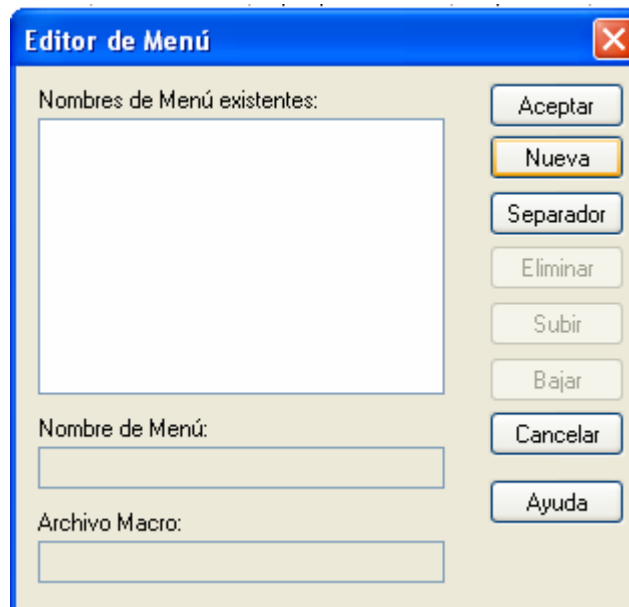 Editor de Menú
Nombres de Menú existentes:
Aceptar
Nueva
Separador
Eliminar
Subir
Bajar
Nombre de Menú:
Cancelar
Ayuda
Archivo Macro: